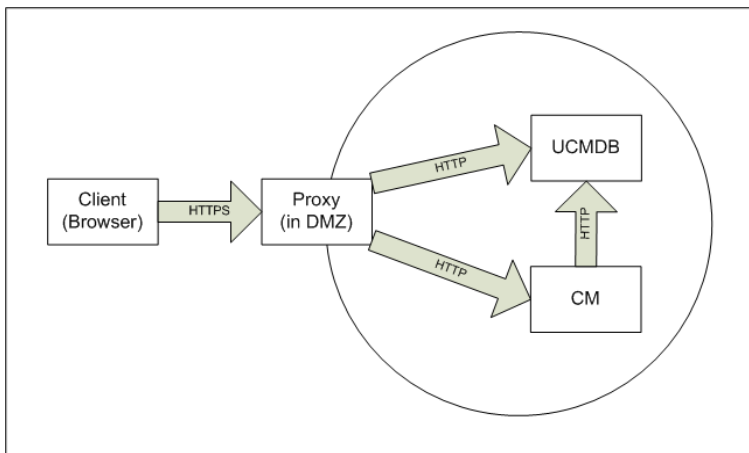 Client
(Browser)
HTTPS
Proxy
(in DMZ)
HTTP
UCMDB
HTTP
HTTP
CM